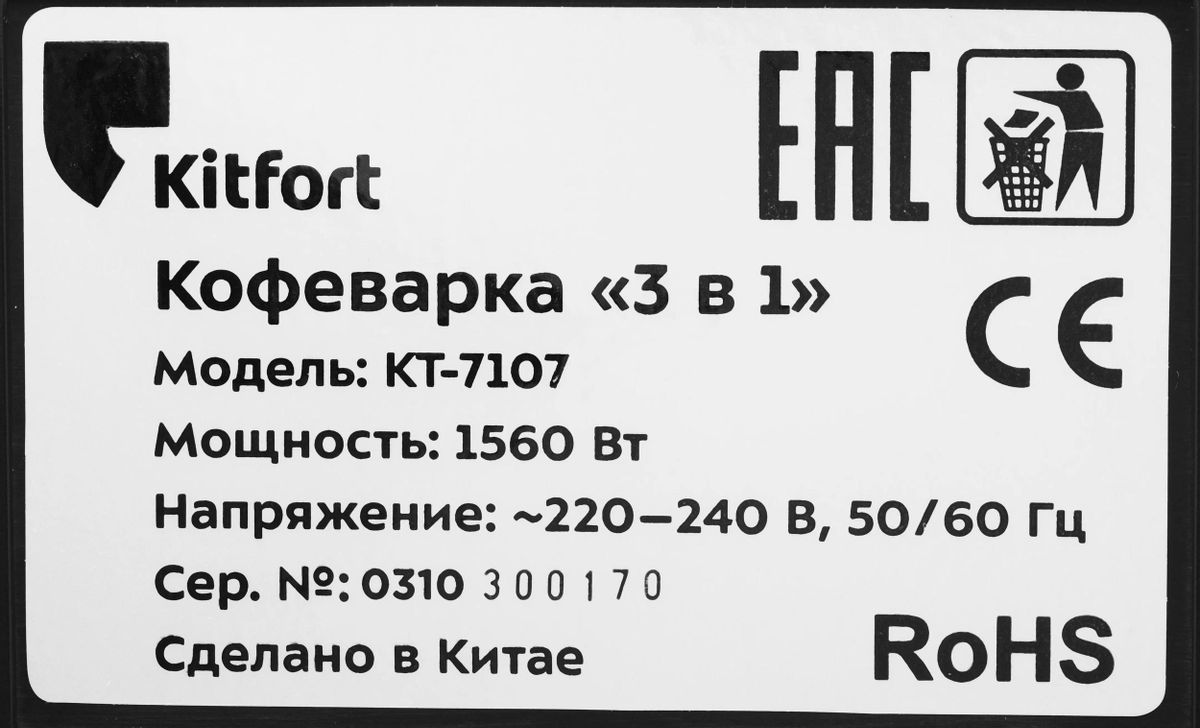 Kitfort
EAC
Кофеварка «3 в 1»
CE
Модель: КТ-7107
Мощность: 1560 Вт
Напряжение: ~220–240 В, 50/60 Гц
Сер. №: 0310 300170
Сделано в Китае
RoHS